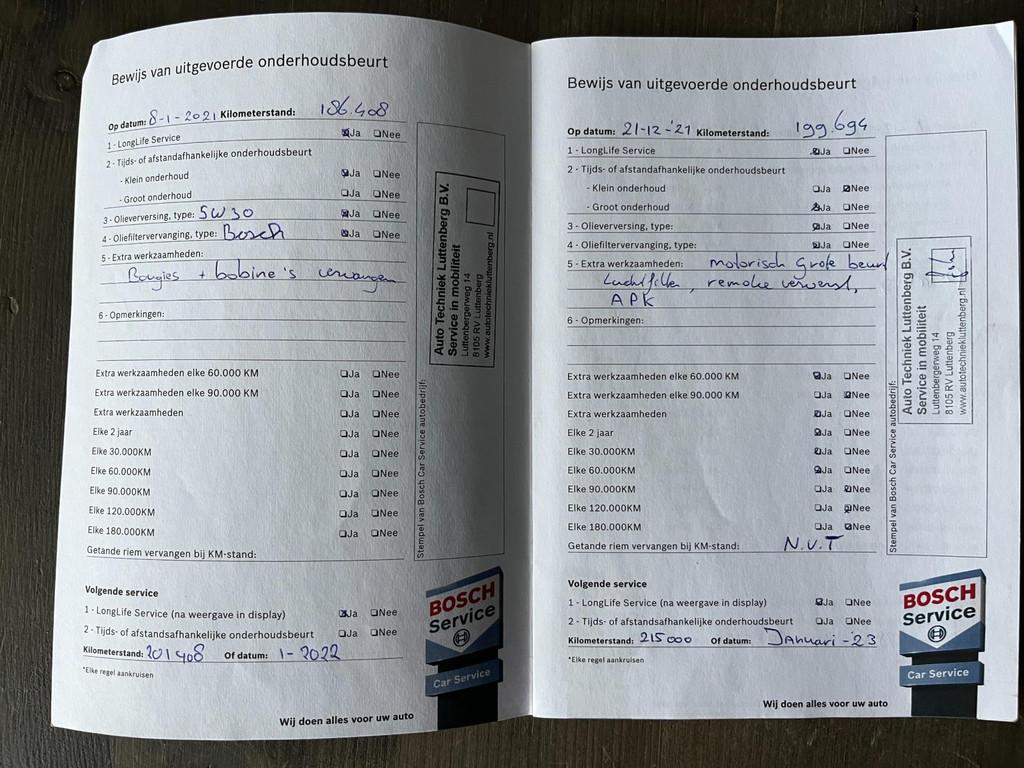 Bewijs van uitgevoerde onderhoudsbeurt
Op datum: 8-1-2021 Kilometerstand: 186.408
1 - LongLife Service ☒Ja ❑Nee
2 - Tijds- of afstandafhankelijke onderhoudsbeurt
- Klein onderhoud ☒Ja ❑Nee
- Groot onderhoud ❑Ja ❑Nee
3 - Olieverversing, type: 5W30 ☒Ja ❑Nee
4 - Oliefiltervervanging, type: Bosch ☒Ja ❑Nee
5 - Extra werkzaamheden:
Bougies + bobine's vervangen
6 - Opmerkingen:
Extra werkzaamheden elke 60.000 KM ❑Ja ❑Nee
Extra werkzaamheden elke 90.000 KM ❑Ja ❑Nee
Extra werkzaamheden ❑Ja ❑Nee
Elke 2 jaar ❑Ja ❑Nee
Elke 30.000KM ❑Ja ❑Nee
Elke 60.000KM ❑Ja ❑Nee
Elke 90.000KM ❑Ja ❑Nee
Elke 120.000KM ❑Ja ❑Nee
Elke 180.000KM ❑Ja ❑Nee
Getande riem vervangen bij KM-stand:
Volgende service
1 - LongLife Service (na weergave in display) ☒Ja ❑Nee
2 - Tijds- of afstandsafhankelijke onderhoudsbeurt ❑Ja ❑Nee
Kilometerstand: 201408 Of datum: 1-2022
*Elke regel aankruisen
Stempel van Bosch Car Service autobedrijf:
Auto Techniek Luttenberg B.V.
Service in mobiliteit
Luttenbergerweg 14
8105 RV Luttenberg
www.autotechniekluttenberg.nl
BOSCH
Service
Car Service
Wij doen alles voor uw auto
Bewijs van uitgevoerde onderhoudsbeurt
Op datum: 21-12-'21 Kilometerstand: 199.694
1 - LongLife Service ☒Ja ❑Nee
2 - Tijds- of afstandafhankelijke onderhoudsbeurt
- Klein onderhoud ❑Ja ☒Nee
- Groot onderhoud ☒Ja ❑Nee
3 - Olieverversing, type: ☒Ja ❑Nee
4 - Oliefiltervervanging, type: ☒Ja ❑Nee
5 - Extra werkzaamheden: motorisch Grote beurt
Luchtfilter, remolie ververst,
APK
6 - Opmerkingen:
Extra werkzaamheden elke 60.000 KM ☒Ja ❑Nee
Extra werkzaamheden elke 90.000 KM ❑Ja ☒Nee
Extra werkzaamheden ☒Ja ❑Nee
Elke 2 jaar ☒Ja ❑Nee
Elke 30.000KM ☒Ja ❑Nee
Elke 60.000KM ☒Ja ❑Nee
Elke 90.000KM ❑Ja ☒Nee
Elke 120.000KM ❑Ja ☒Nee
Elke 180.000KM ❑Ja ☒Nee
Getande riem vervangen bij KM-stand: N.V.T
Volgende service
1 - LongLife Service (na weergave in display) ☒Ja ❑Nee
2 - Tijds- of afstandsafhankelijke onderhoudsbeurt ❑Ja ❑Nee
Kilometerstand: 215000 Of datum: Januari-23
*Elke regel aankruisen
Stempel van Bosch Car Service autobedrijf:
Auto Techniek Luttenberg B.V.
Service in mobiliteit
Luttenbergerweg 14
8105 RV Luttenberg
www.autotechniekluttenberg.nl
BOSCH
Service
Car Service
Wij doen alles voor uw auto